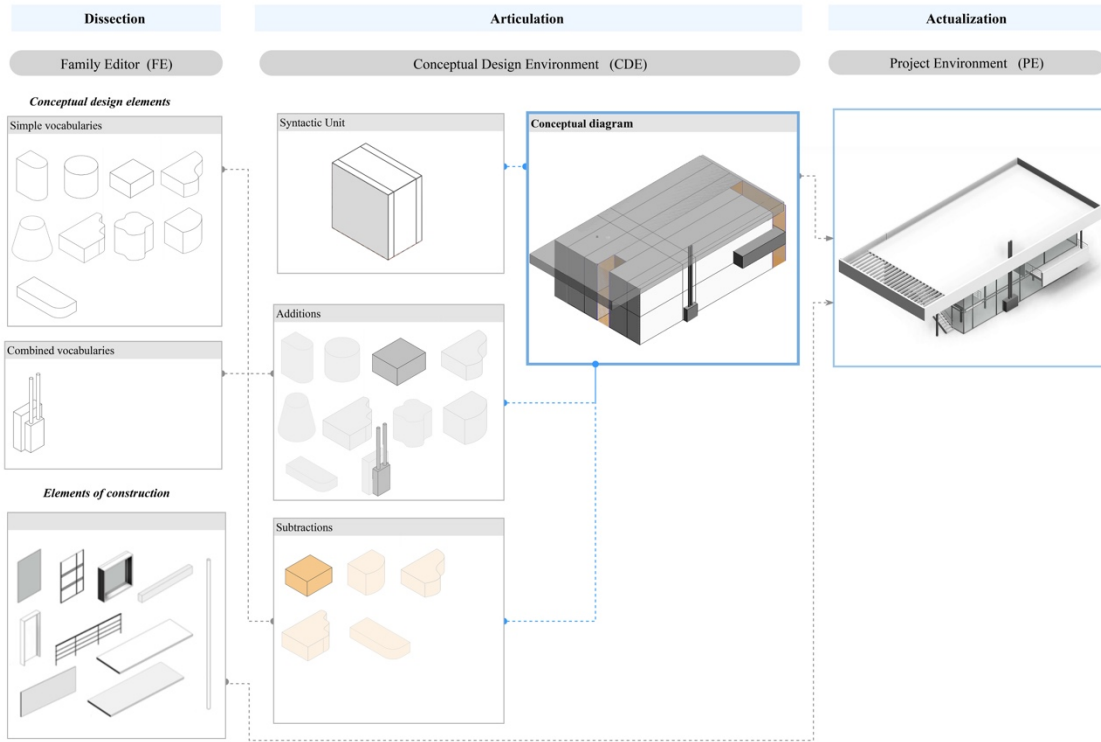 Dissection
Articulation
Actualization
Family Editor (FE)
Conceptual Design Environment (CDE)
Project Environment (PE)
Conceptual design elements
Simple vocabularies
Syntactic Unit
Conceptual diagram
Additions
Combined vocabularies
Elements of construction
Subtractions